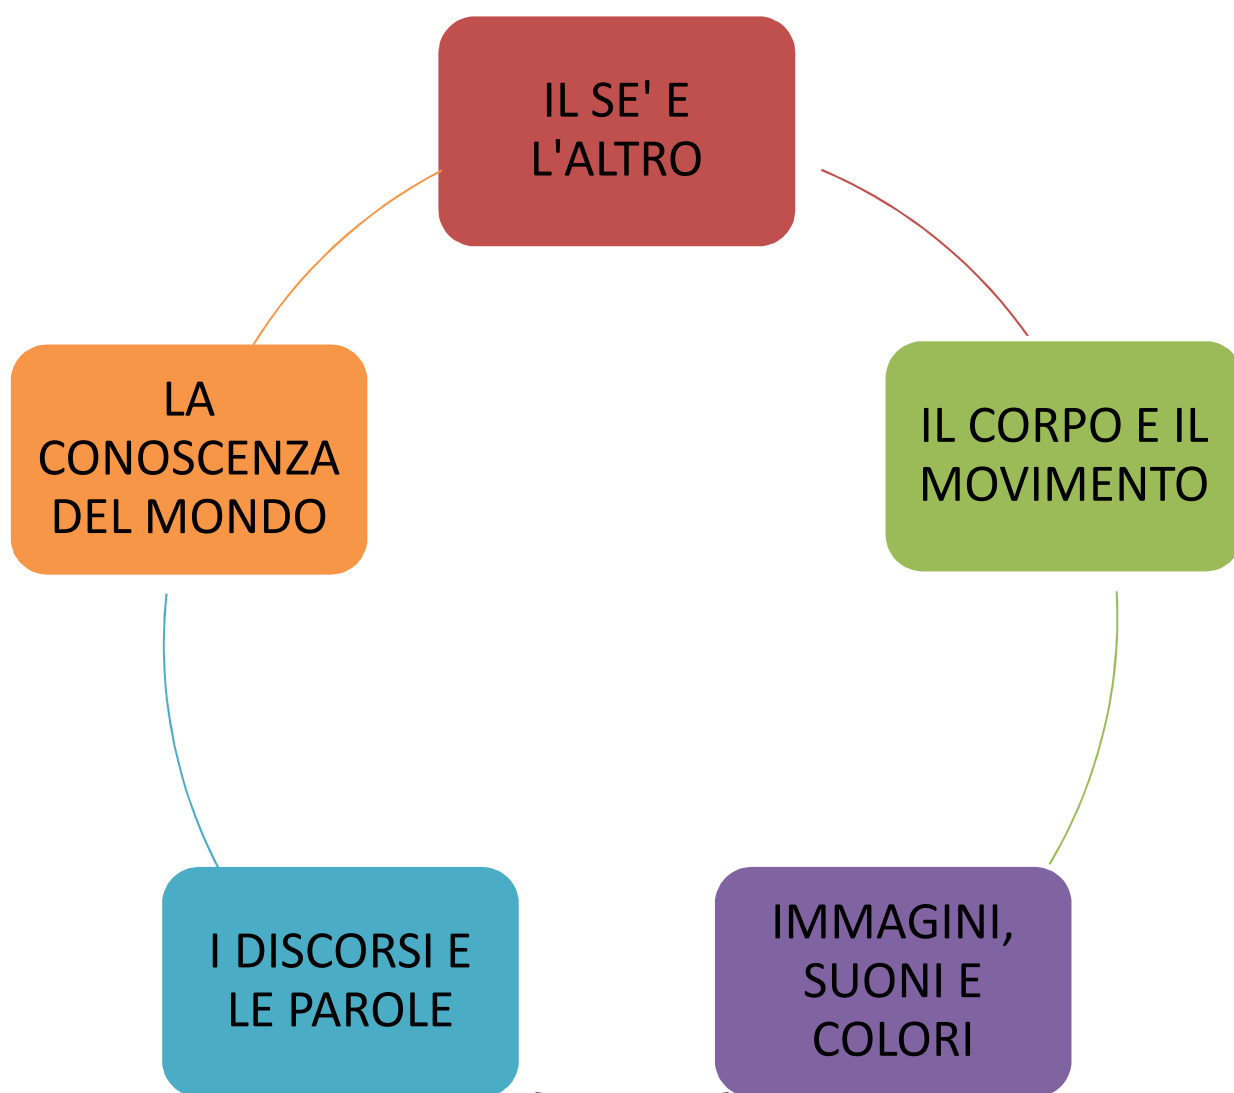 IL SE' E
L'ALTRO
IL CORPO E IL
MOVIMENTO
IMMAGINI,
SUONI E
COLORI
I DISCORSI E
LE PAROLE
LA
CONOSCENZA
DEL MONDO